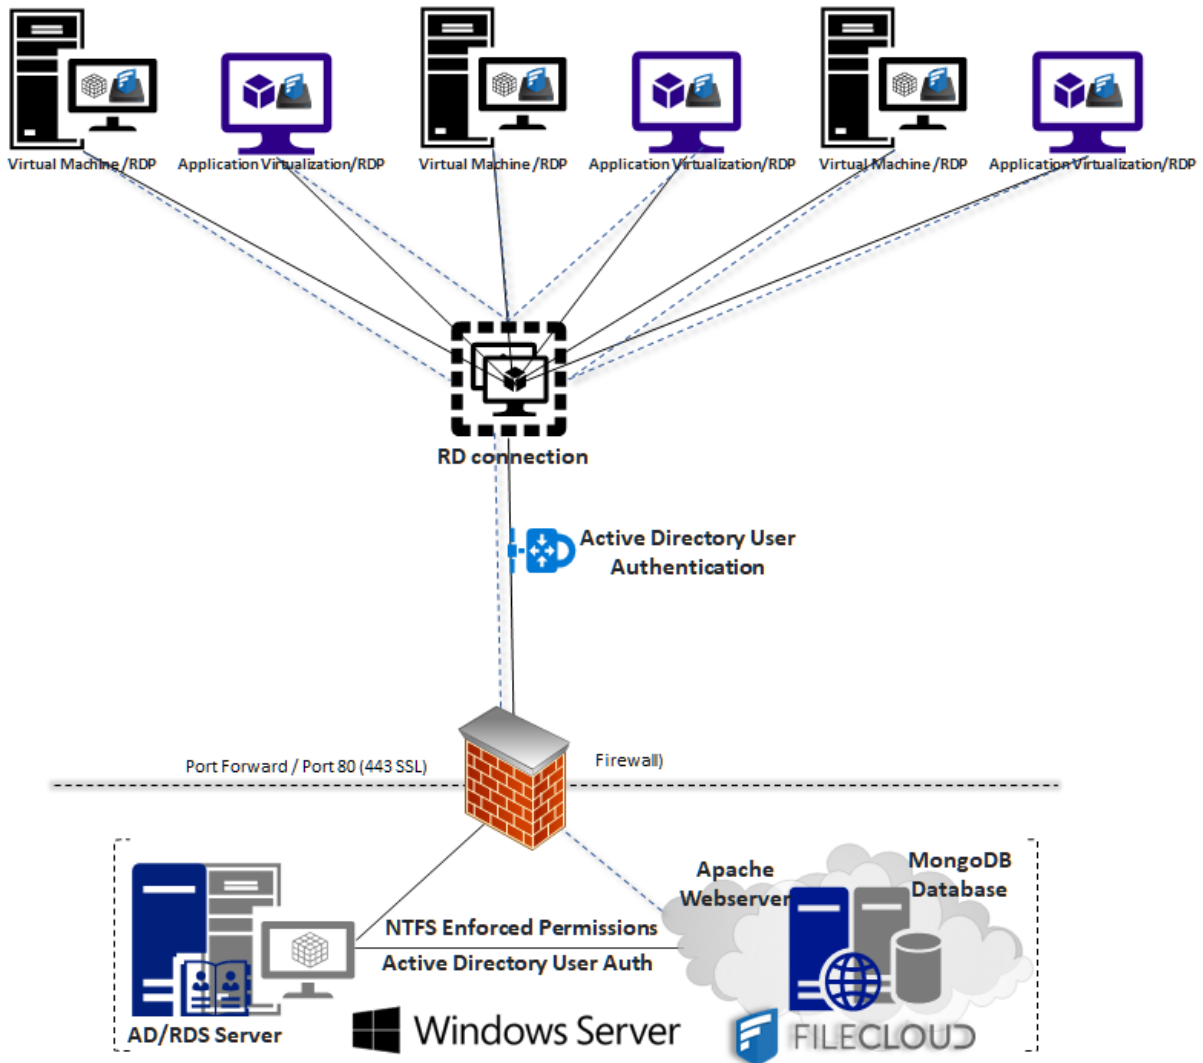 Virtual Machine /RDP
Application Virtualization/RDP
Virtual Machine /RDP
Application Virtualization/RDP
Virtual Machine /RDP
Application Virtualization/RDP
RD connection
Active Directory User
Authentication
Port Forward / Port 80 (443 SSL)
Firewall)
Apache
Webserver
MongoDB
Database
NTFS Enforced Permissions
Active Directory User Auth
AD/RDS Server
Windows Server
FILECLOUD